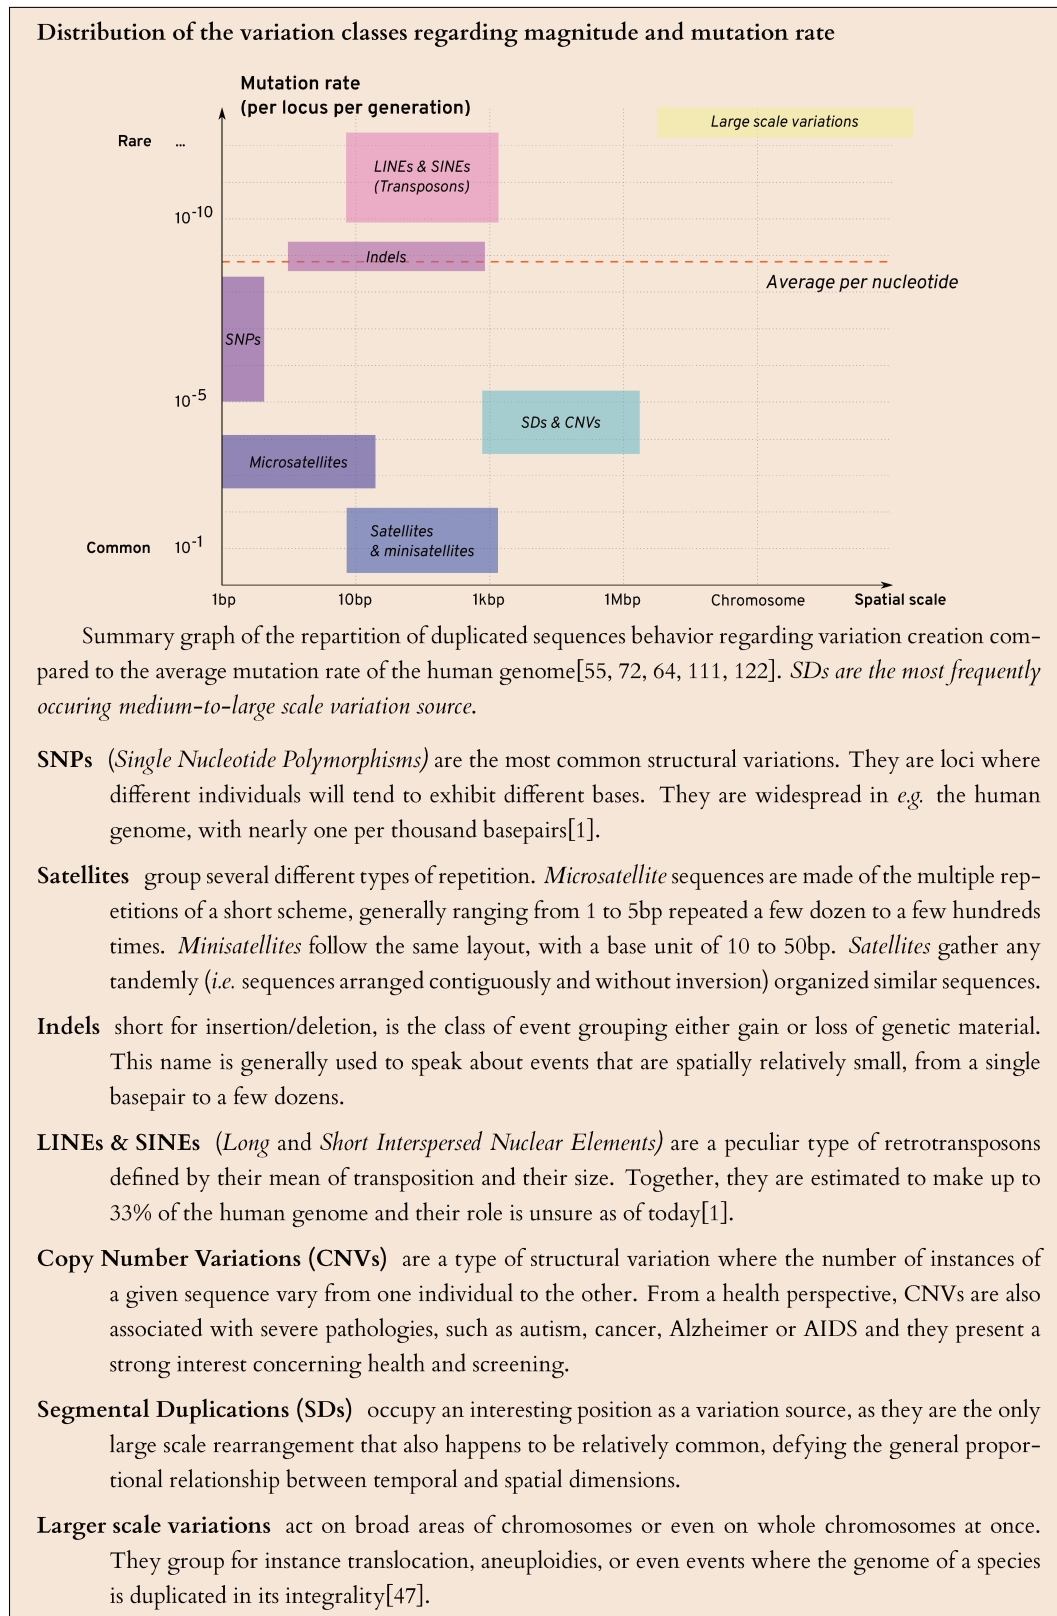 Distribution of the variation classes regarding magnitude and mutation rate
Mutation rate
(per locus per generation)
Large scale variations
Rare ...
LINEs & SINEs
(Transposons)
10-10
Indels
Average per nucleotide
SNPs
10-5
SDs & CNVs
Microsatellites
Satellites
& minisatellites
Common 10-1
1bp 10bp 1kbp 1Mbp Chromosome Spatial scale
Summary graph of the repartition of duplicated sequences behavior regarding variation creation com-
pared to the average mutation rate of the human genome[55, 72, 64, 111, 122]. SDs are the most frequently
occuring medium-to-large scale variation source.
SNPs (Single Nucleotide Polymorphisms) are the most common structural variations. They are loci where
different individuals will tend to exhibit different bases. They are widespread in e.g. the human
genome, with nearly one per thousand basepairs[1].
Satellites group several different types of repetition. Microsatellite sequences are made of the multiple rep-
etitions of a short scheme, generally ranging from 1 to 5bp repeated a few dozen to a few hundreds
times. Minisatellites follow the same layout, with a base unit of 10 to 50bp. Satellites gather any
tandemly (i.e. sequences arranged contiguously and without inversion) organized similar sequences.
Indels short for insertion/deletion, is the class of event grouping either gain or loss of genetic material.
This name is generally used to speak about events that are spatially relatively small, from a single
basepair to a few dozens.
LINEs & SINEs (Long and Short Interspersed Nuclear Elements) are a peculiar type of retrotransposons
defined by their mean of transposition and their size. Together, they are estimated to make up to
33% of the human genome and their role is unsure as of today[1].
Copy Number Variations (CNVs) are a type of structural variation where the number of instances of
a given sequence vary from one individual to the other. From a health perspective, CNVs are also
associated with severe pathologies, such as autism, cancer, Alzheimer or AIDS and they present a
strong interest concerning health and screening.
Segmental Duplications (SDs) occupy an interesting position as a variation source, as they are the only
large scale rearrangement that also happens to be relatively common, defying the general propor-
tional relationship between temporal and spatial dimensions.
Larger scale variations act on broad areas of chromosomes or even on whole chromosomes at once.
They group for instance translocation, aneuploidies, or even events where the genome of a species
is duplicated in its integrality[47].